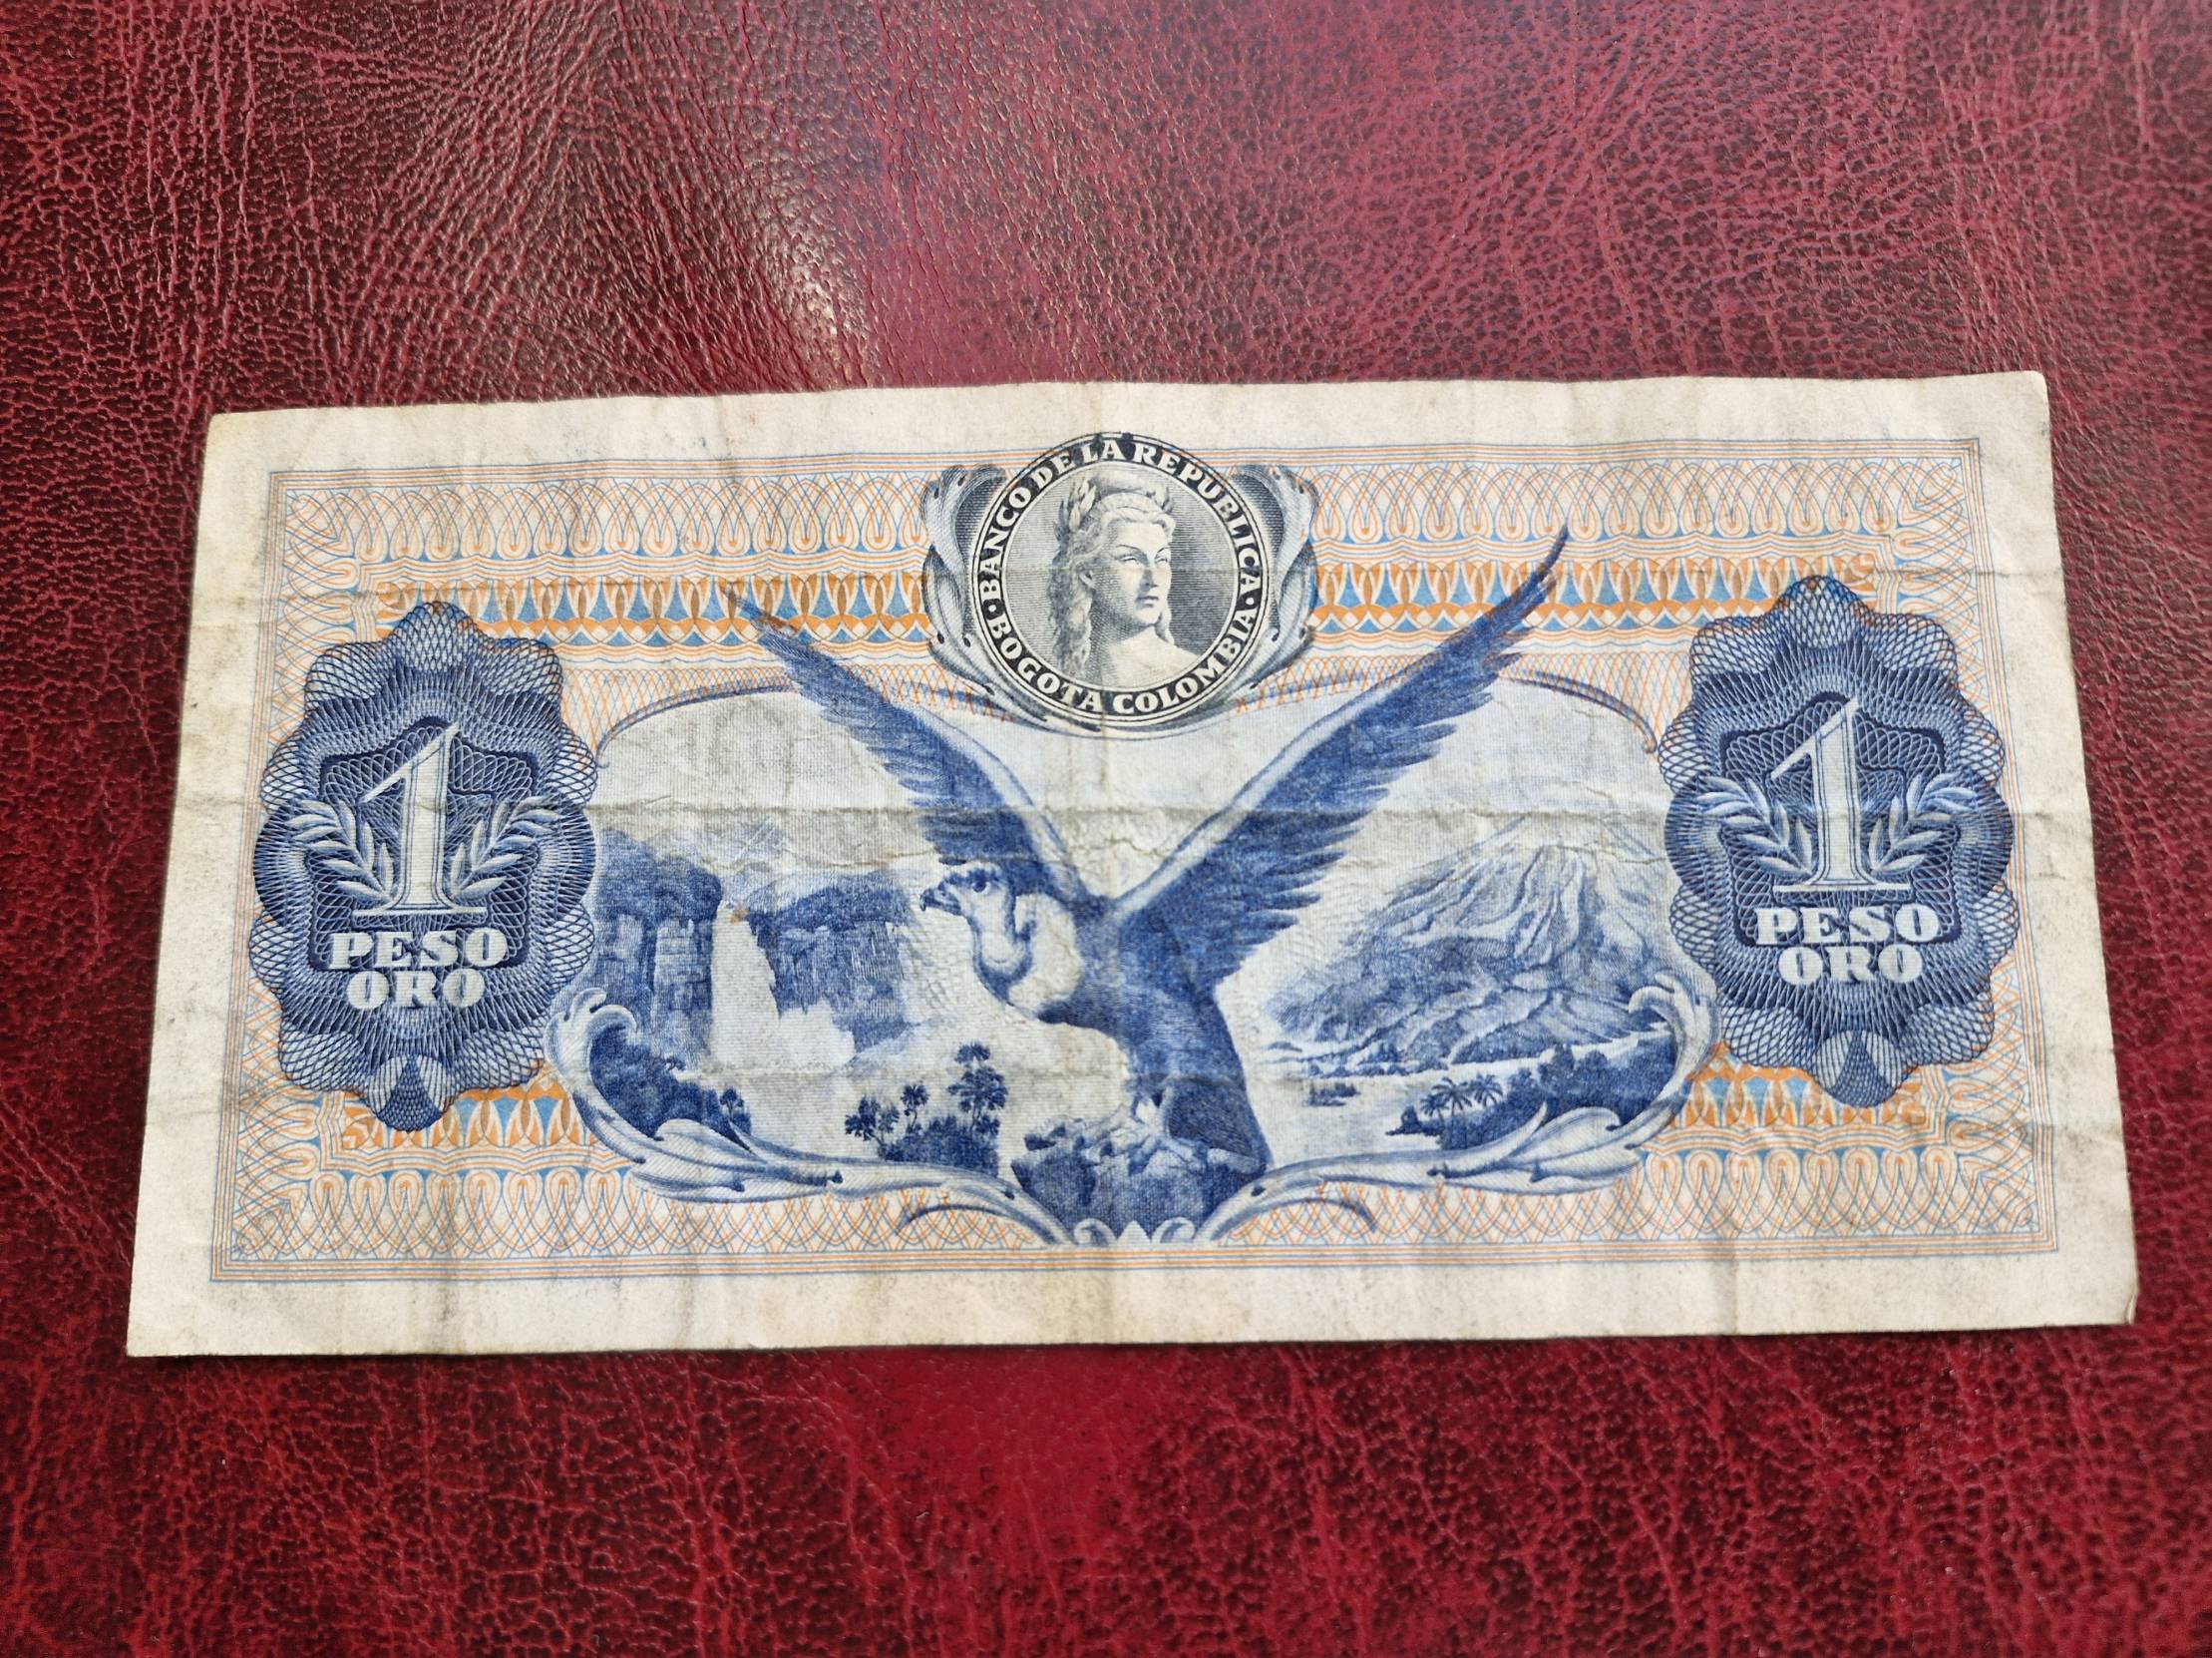 BANCO DE LA REPUBLICA · BOGOTA COLOMBIA ·
1
PESO
ORO
1
PESO
ORO